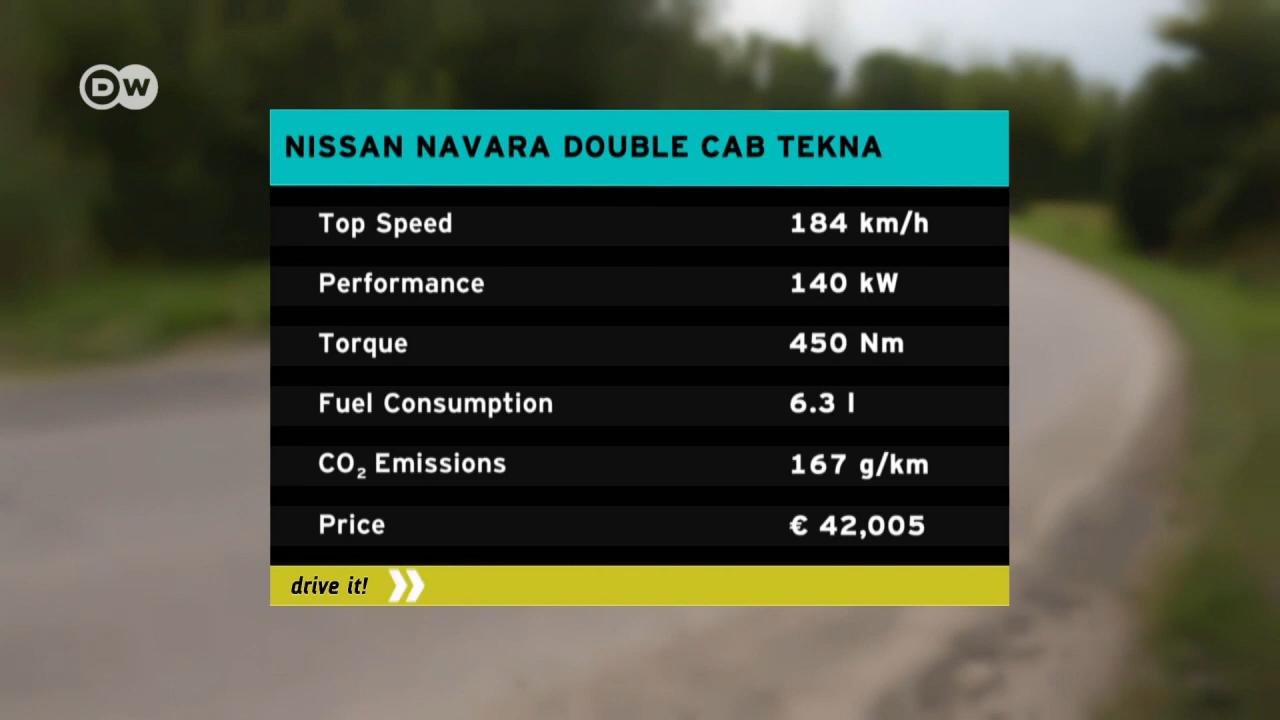 DW
NISSAN NAVARA DOUBLE CAB TEKNA
Top Speed 184 km/h
Performance 140 kW
Torque 450 Nm
Fuel Consumption 6.3 l
CO₂ Emissions 167 g/km
Price € 42,005
drive it!